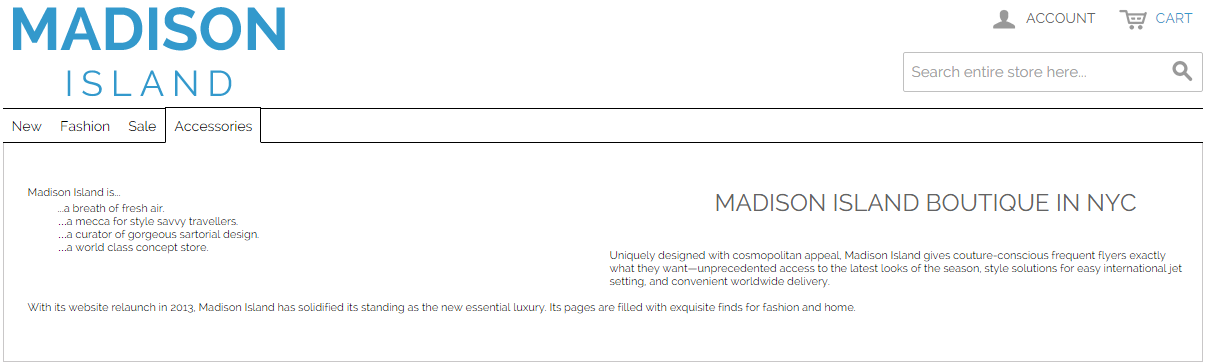 MADISON
ISLAND
ACCOUNT
CART
Search entire store here...
New
Fashion
Sale
Accessories
Madison Island is...
...a breath of fresh air.
...a mecca for style savvy travellers.
...a curator of gorgeous sartorial design.
...a world class concept store.
MADISON ISLAND BOUTIQUE IN NYC
Uniquely designed with cosmopolitan appeal, Madison Island gives couture-conscious frequent flyers exactly
what they want—unprecedented access to the latest looks of the season, style solutions for easy international jet
setting, and convenient worldwide delivery.
With its website relaunch in 2013, Madison Island has solidified its standing as the new essential luxury. Its pages are filled with exquisite finds for fashion and home.